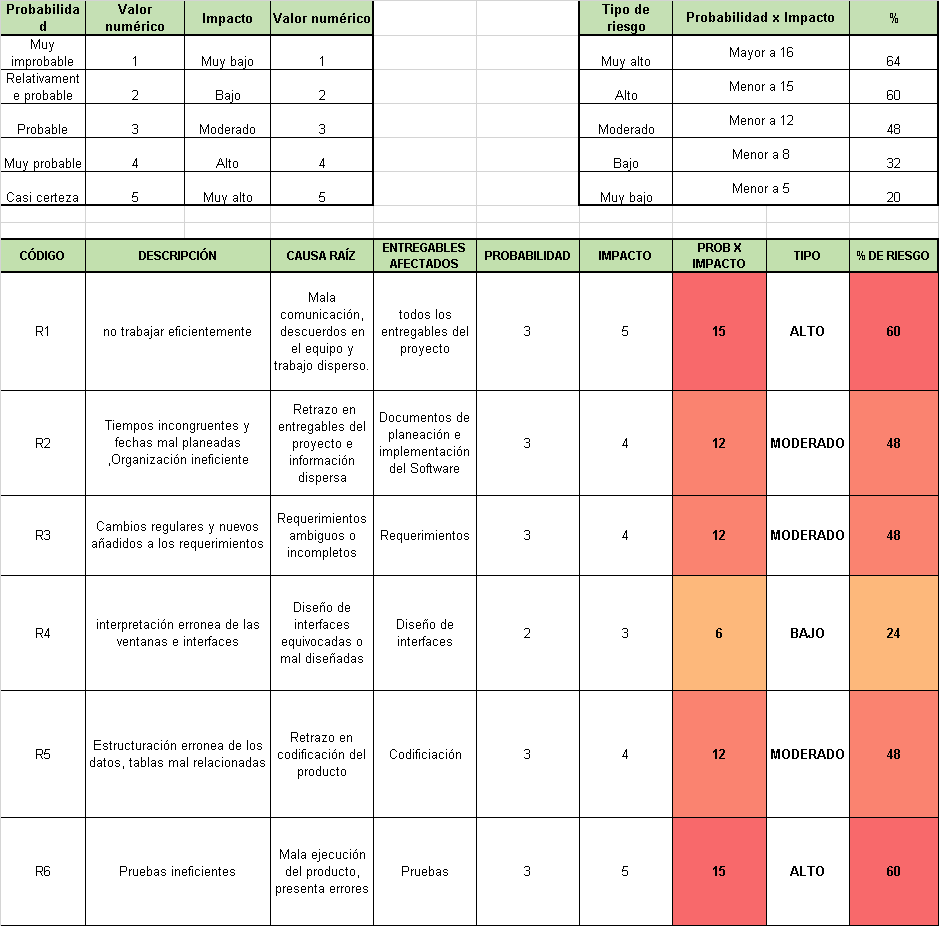 Probabilida
d
Valor
numérico
Impacto
Valor numérico
Muy
improbable
1
Muy bajo
1
Relativament
e probable
2
Bajo
2
Probable
3
Moderado
3
Muy probable
4
Alto
4
Casi certeza
5
Muy alto
5
Tipo de
riesgo
Probabilidad x Impacto
%
Muy alto
Mayor a 16
64
Alto
Menor a 15
60
Moderado
Menor a 12
48
Bajo
Menor a 8
32
Muy bajo
Menor a 5
20
CÓDIGO
DESCRIPCIÓN
CAUSA RAÍZ
ENTREGABLES
AFECTADOS
PROBABILIDAD
IMPACTO
PROB X
IMPACTO
TIPO
% DE RIESGO
R1
no trabajar eficientemente
Mala
comunicación,
descuerdos en
el equipo y
trabajo disperso.
todos los
entregables del
proyecto
3
5
15
ALTO
60
R2
Tiempos incongruentes y
fechas mal planeadas
,Organización ineficiente
Retrazo en
entregables del
proyecto e
información
dispersa
Documentos de
planeación e
implementación
del Software
3
4
12
MODERADO
48
R3
Cambios regulares y nuevos
añadidos a los requerimientos
Requerimientos
ambiguos o
incompletos
Requerimientos
3
4
12
MODERADO
48
R4
interpretación erronea de las
ventanas e interfaces
Diseño de
interfaces
equivocadas o
mal diseñadas
Diseño de
interfaces
2
3
6
BAJO
24
R5
Estructuración erronea de los
datos, tablas mal relacionadas
Retrazo en
codificación del
producto
Codificiación
3
4
12
MODERADO
48
R6
Pruebas ineficientes
Mala ejecución
del producto,
presenta errores
Pruebas
3
5
15
ALTO
60